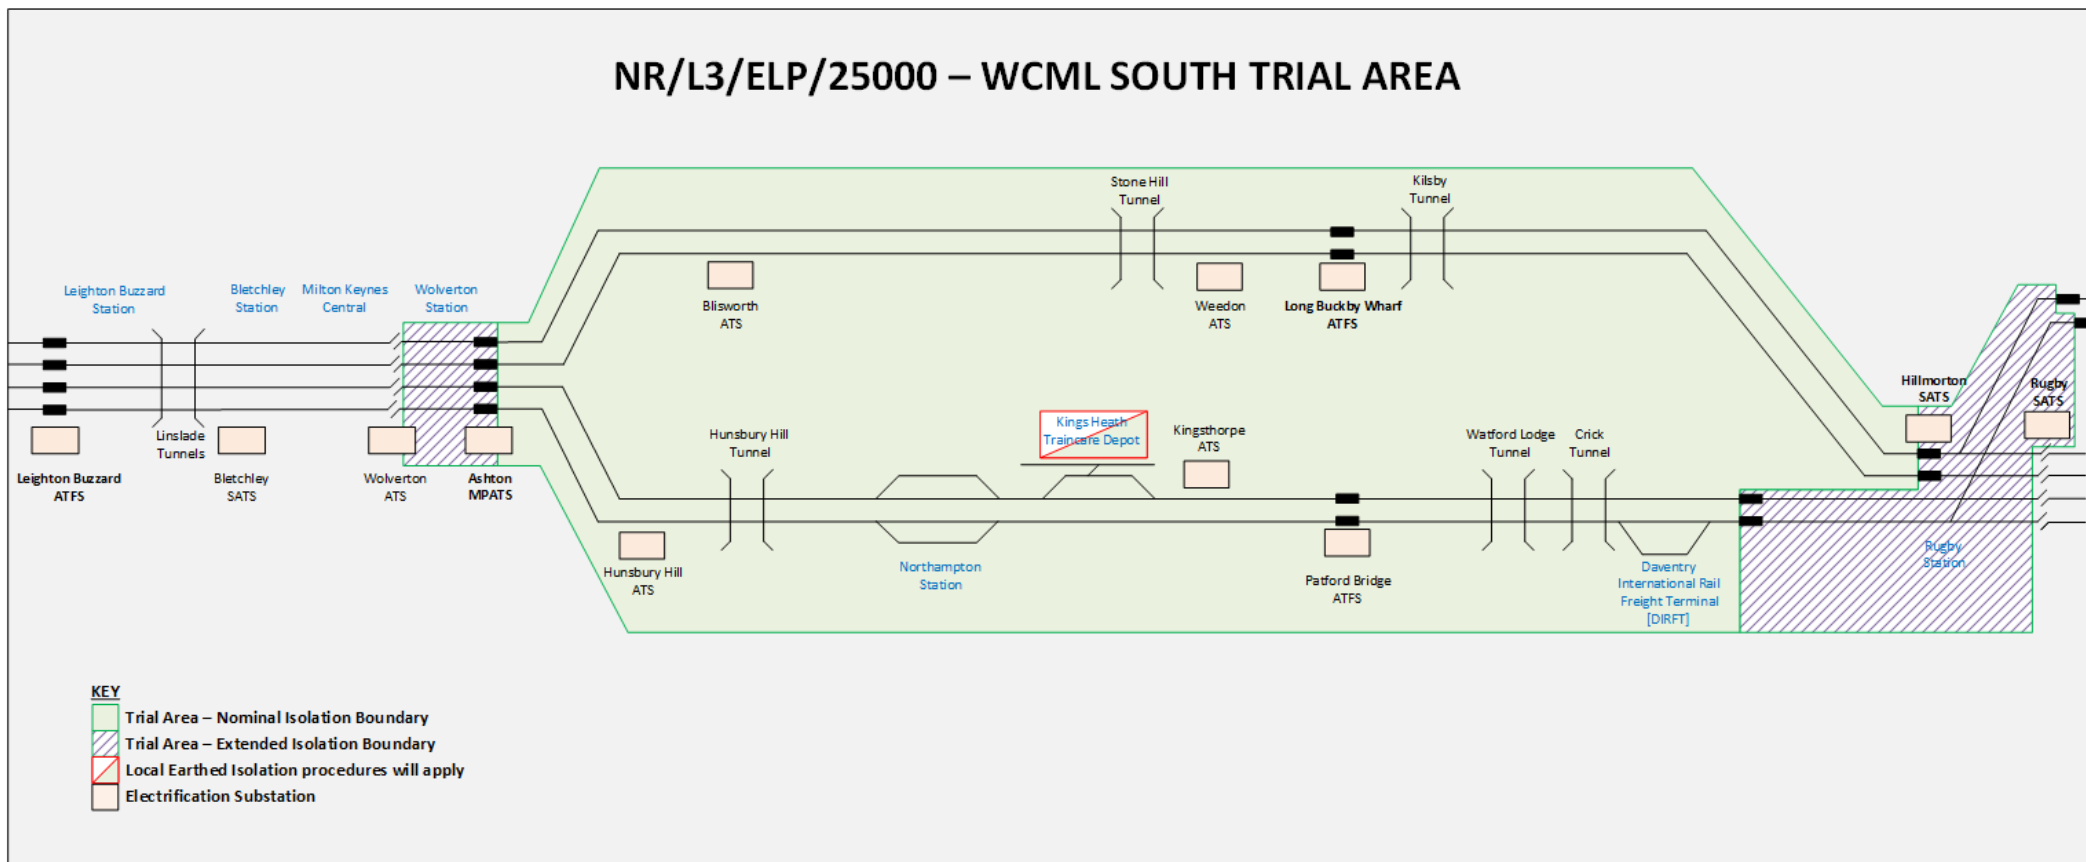 NR/L3/ELP/25000 – WCML SOUTH TRIAL AREA
Stone Hill
Tunnel
Kilsby
Tunnel
Leighton Buzzard
Station
Bletchley
Station
Milton Keynes
Central
Wolverton
Station
Blisworth
ATS
Weedon
ATS
Long Buckby Wharf
ATFS
Hillmorton
SATS
Rugby
SATS
Linslade
Tunnels
Leighton Buzzard
ATFS
Bletchley
SATS
Wolverton
ATS
Ashton
MPATS
Hunsbury Hill
Tunnel
Kings Heath
Traincare Depot
Kingsthorpe
ATS
Watford Lodge
Tunnel
Crick
Tunnel
Hunsbury Hill
ATS
Northampton
Station
Patford Bridge
ATFS
Daventry
International Rail
Freight Terminal
[DIRFT]
Rugby
Station
KEY
Trial Area – Nominal Isolation Boundary
Trial Area – Extended Isolation Boundary
Local Earthed Isolation procedures will apply
Electrification Substation